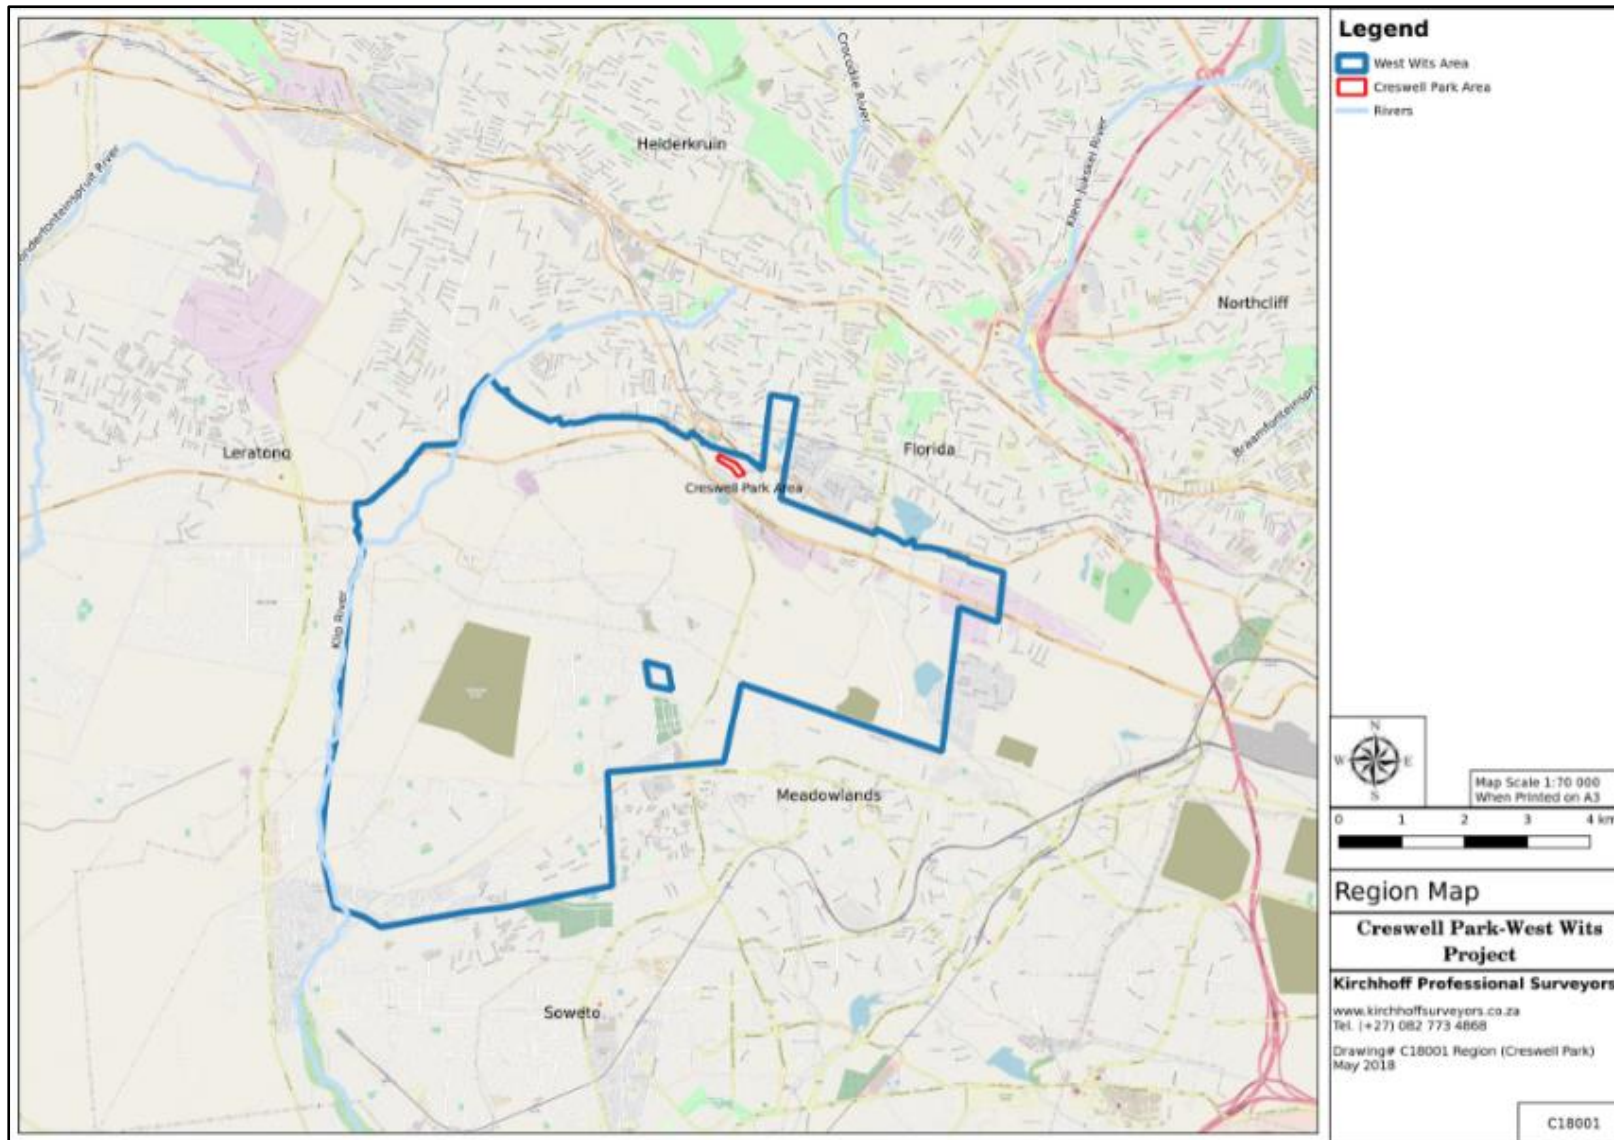 Legend
West Wits Area
Creswell Park Area
Rivers
Crocodile River
Helderkruin
Klein Jukskei River
Northcliff
Leratong
Florida
Creswell Park Area
Klip River
Meadowlands
Soweto
N
W E
S
Map Scale 1:70 000
When Printed on A3
0 1 2 3 4 km
Region Map
Creswell Park-West Wits
Project
Kirchhoff Professional Surveyors
www.kirchhoffsurveyors.co.za
Tel. (+27) 082 773 4868
Drawing# C18001 Region (Creswell Park)
May 2018
C18001